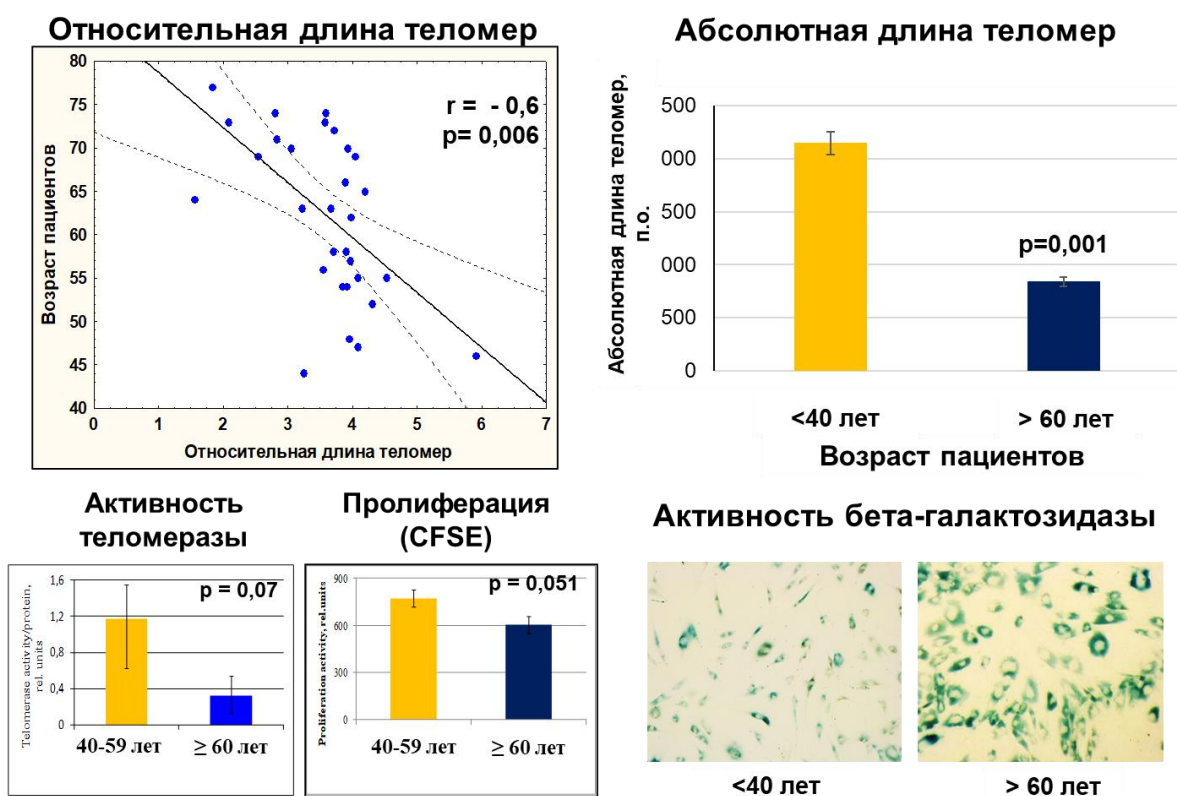 Относительная длина теломер
80
75
70
65
60
55
50
45
40
Возраст пациентов
r = - 0,6
p= 0,006
0 1 2 3 4 5 6 7
Относительная длина теломер
Абсолютная длина теломер
Абсолютная длина теломер,
п.о.
500
000
500
000
500
0
p=0,001
<40 лет > 60 лет
Возраст пациентов
Активность
теломеразы
Telomerase activity/protein,
rel. units
1,6
1,2
0,8
0,4
0
p = 0,07
40-59 лет ≥ 60 лет
Пролиферация
(CFSE)
Proliferation activity, rel.units
900
600
300
0
p = 0,051
40-59 лет ≥ 60 лет
Активность бета-галактозидазы
<40 лет > 60 лет